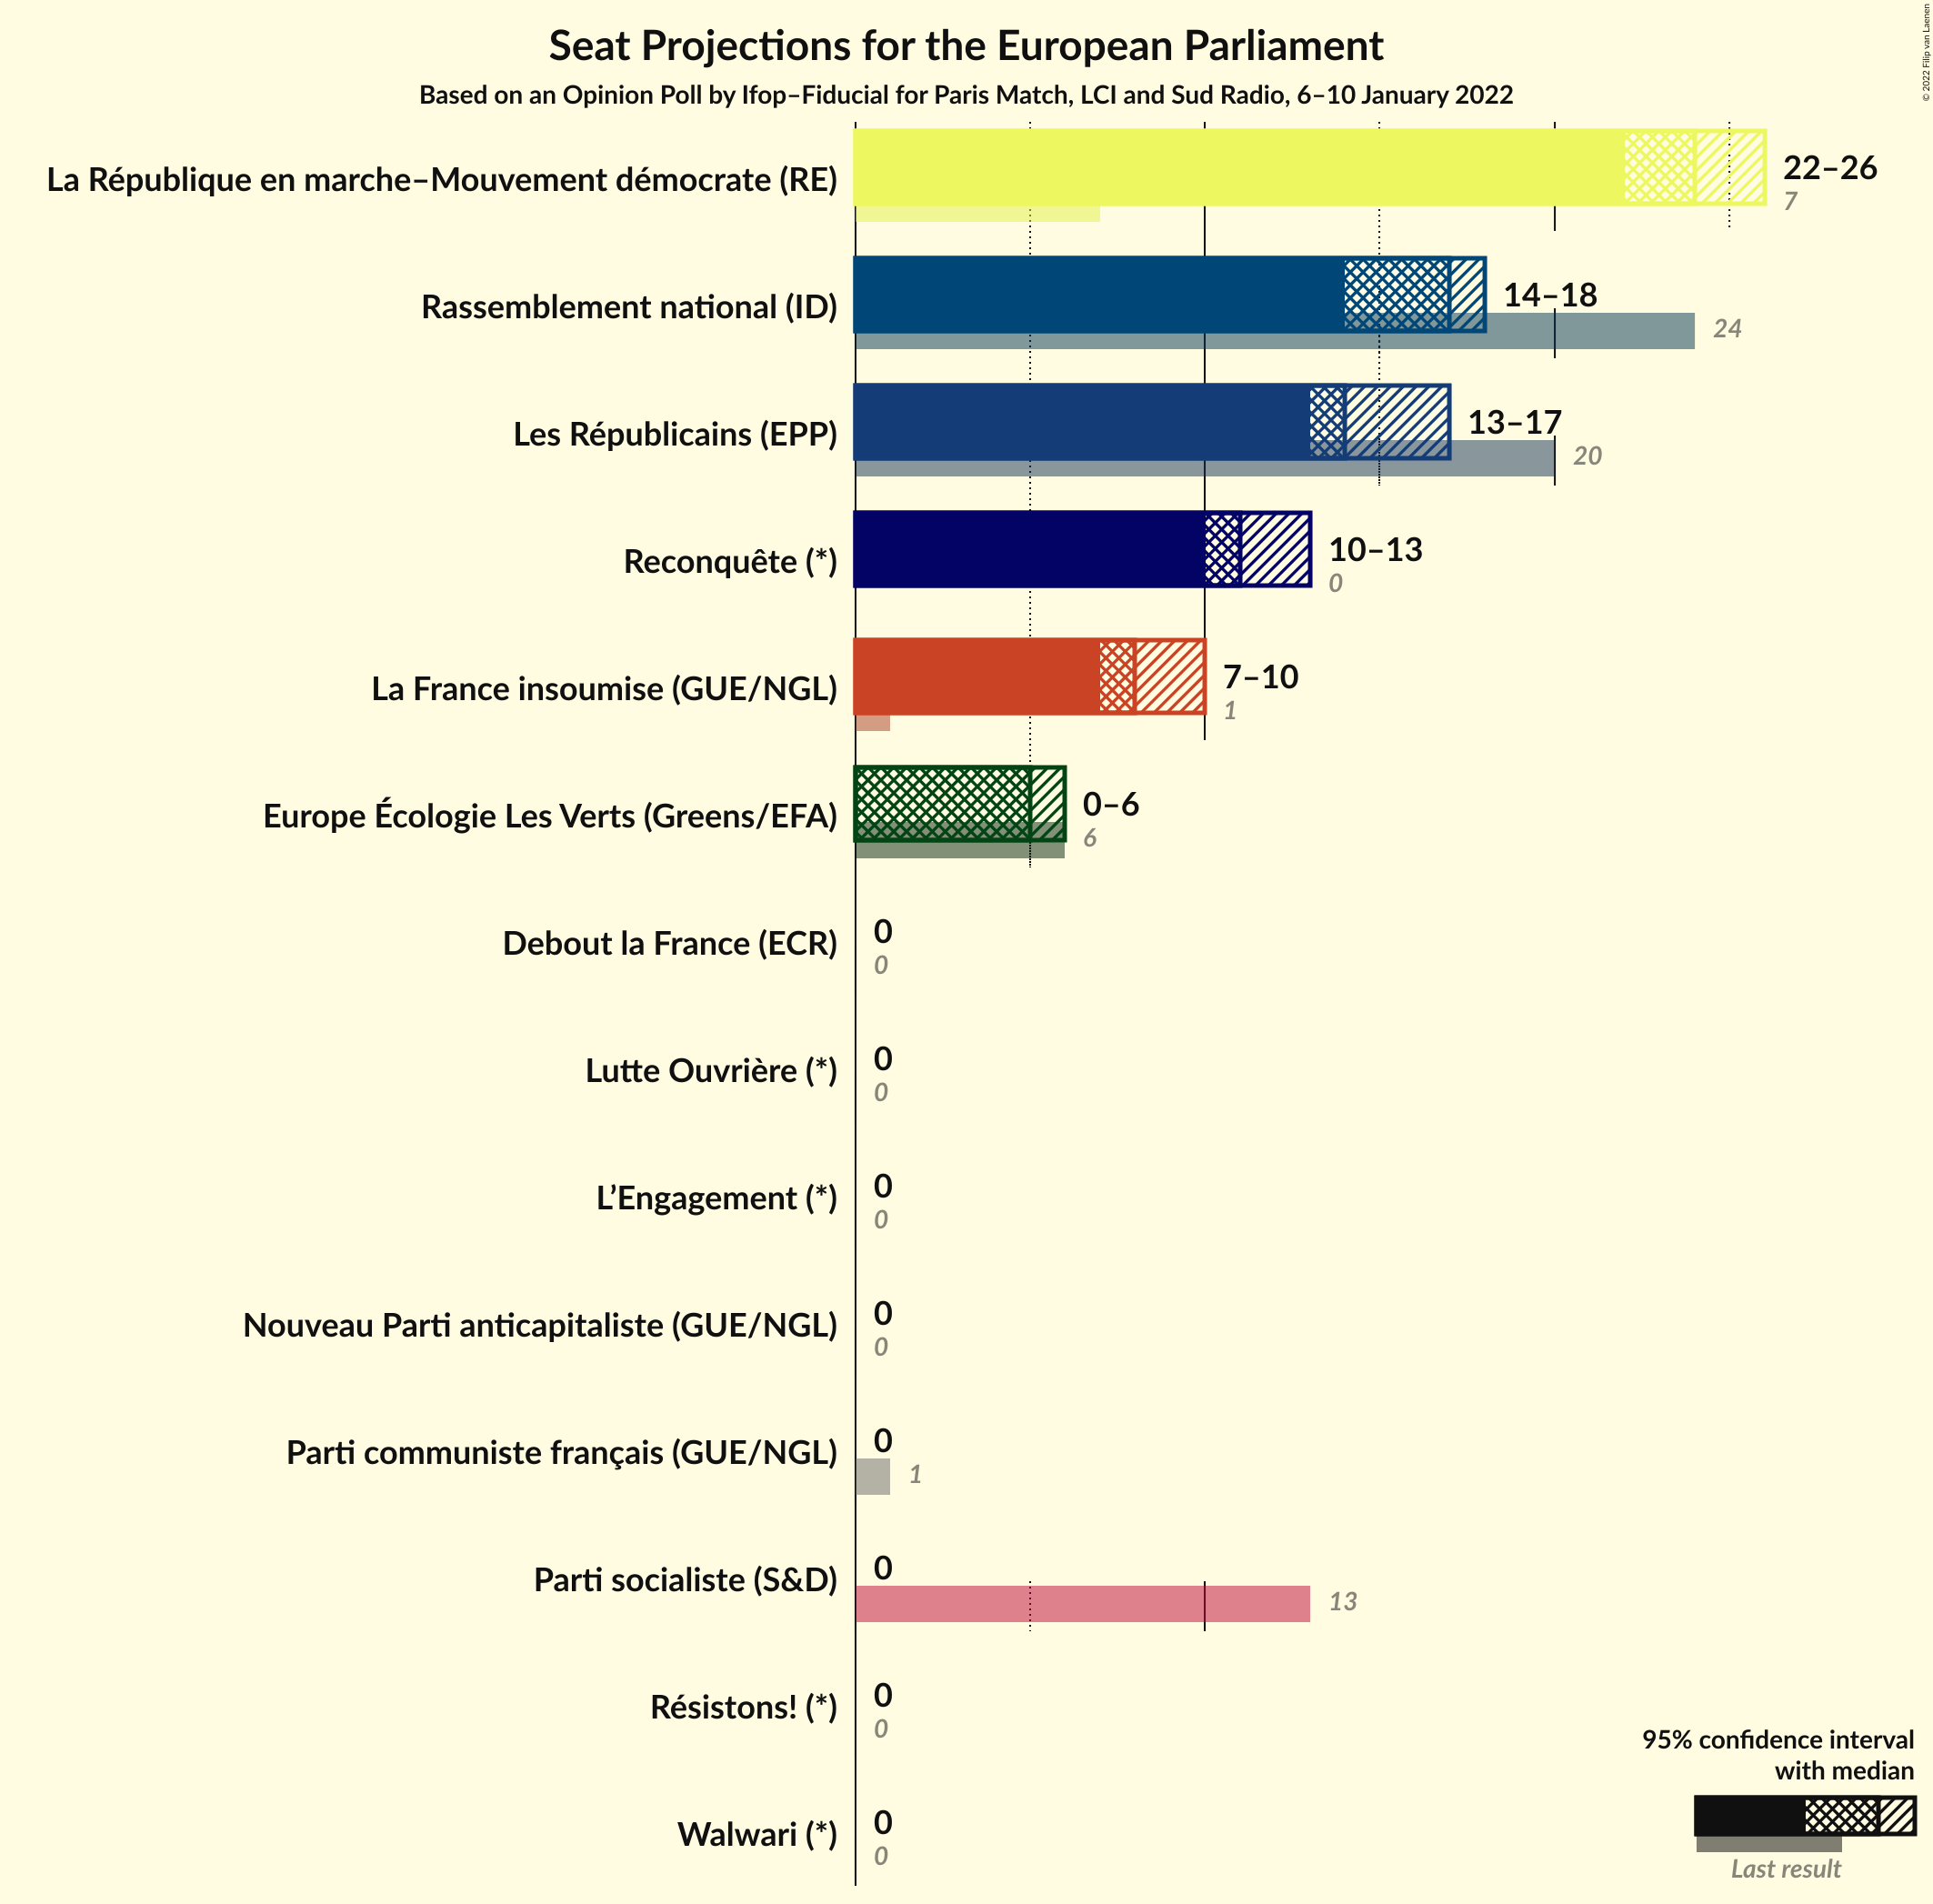 Seat Projections for the European Parliament
Based on an Opinion Poll by Ifop–Fiducial for Paris Match, LCI and Sud Radio, 6–10 January 2022
© 2022 Filip van Laenen
La République en marche–Mouvement démocrate (RE)
22–26
7
Rassemblement national (ID)
14–18
24
Les Républicains (EPP)
13–17
20
Reconquête (*)
10–13
0
La France insoumise (GUE/NGL)
7–10
1
Europe Écologie Les Verts (Greens/EFA)
0–6
6
Debout la France (ECR)
0
0
Lutte Ouvrière (*)
0
0
L’Engagement (*)
0
0
Nouveau Parti anticapitaliste (GUE/NGL)
0
0
Parti communiste français (GUE/NGL)
0
1
Parti socialiste (S&D)
0
13
Résistons! (*)
0
0
Walwari (*)
0
0
95% confidence interval
with median
Last result